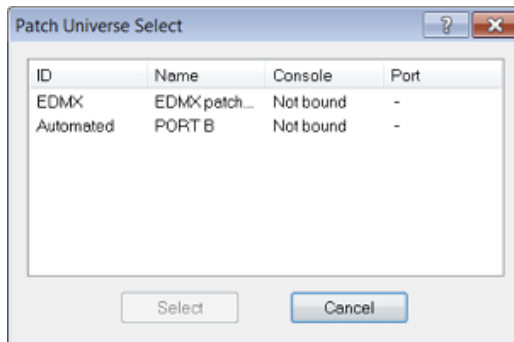 Patch Universe Select
ID Name Console Port
EDMX EDMX patch... Not bound -
Automated PORT B Not bound -
Select Cancel